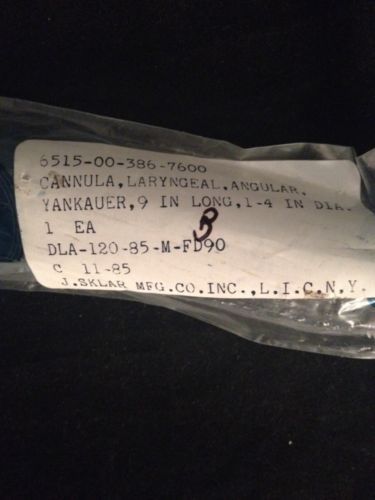 6515-00-386-7600
CANNULA,LARYNGEAL,ANGULAR.
YANKAUER,9 IN LONG,1-4 IN DIA.
1 EA
3
DLA-120-85-M-FD90
C 11-85
J.SKLAR MFG.CO.INC.,L.I.C.N.Y.